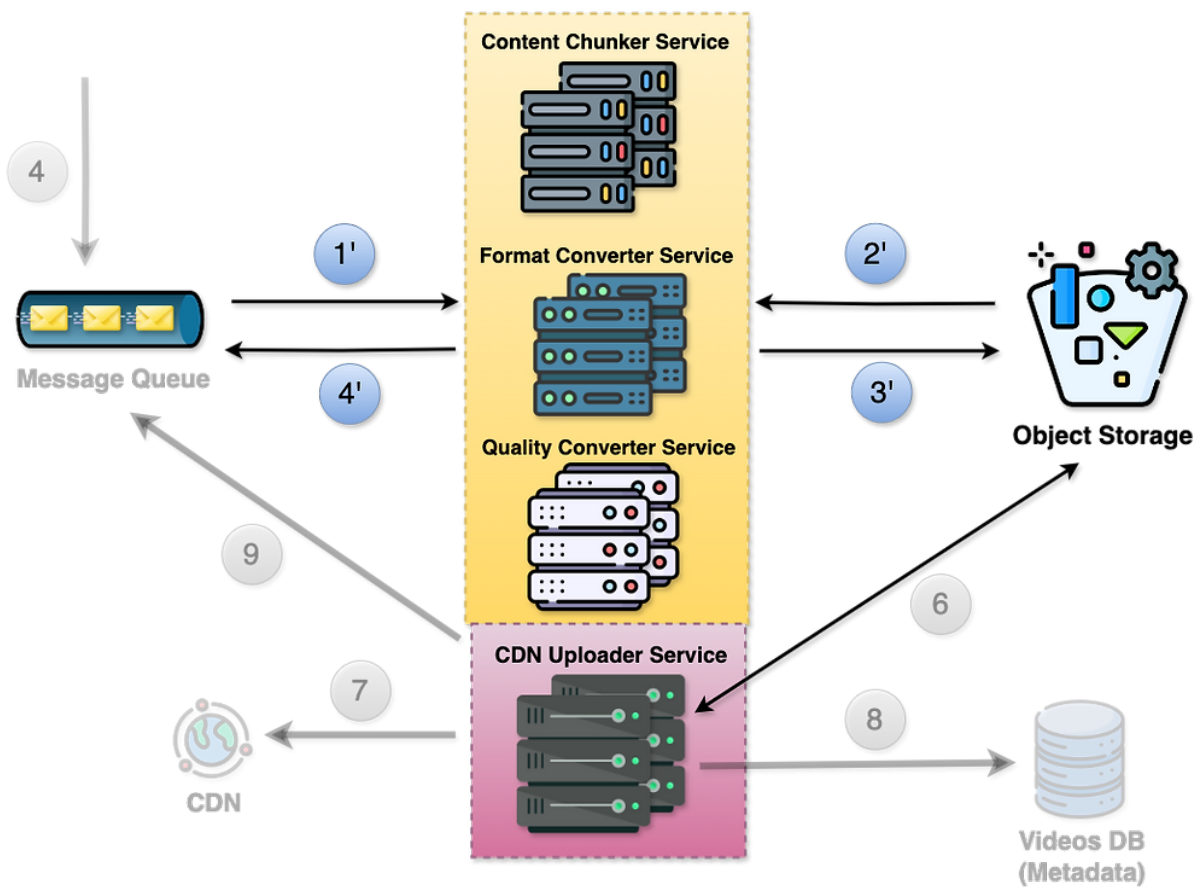 Content Chunker Service
4
1'
2'
Format Converter Service
Message Queue
4'
3'
Object Storage
Quality Converter Service
9
6
CDN Uploader Service
7
8
CDN
Videos DB
(Metadata)